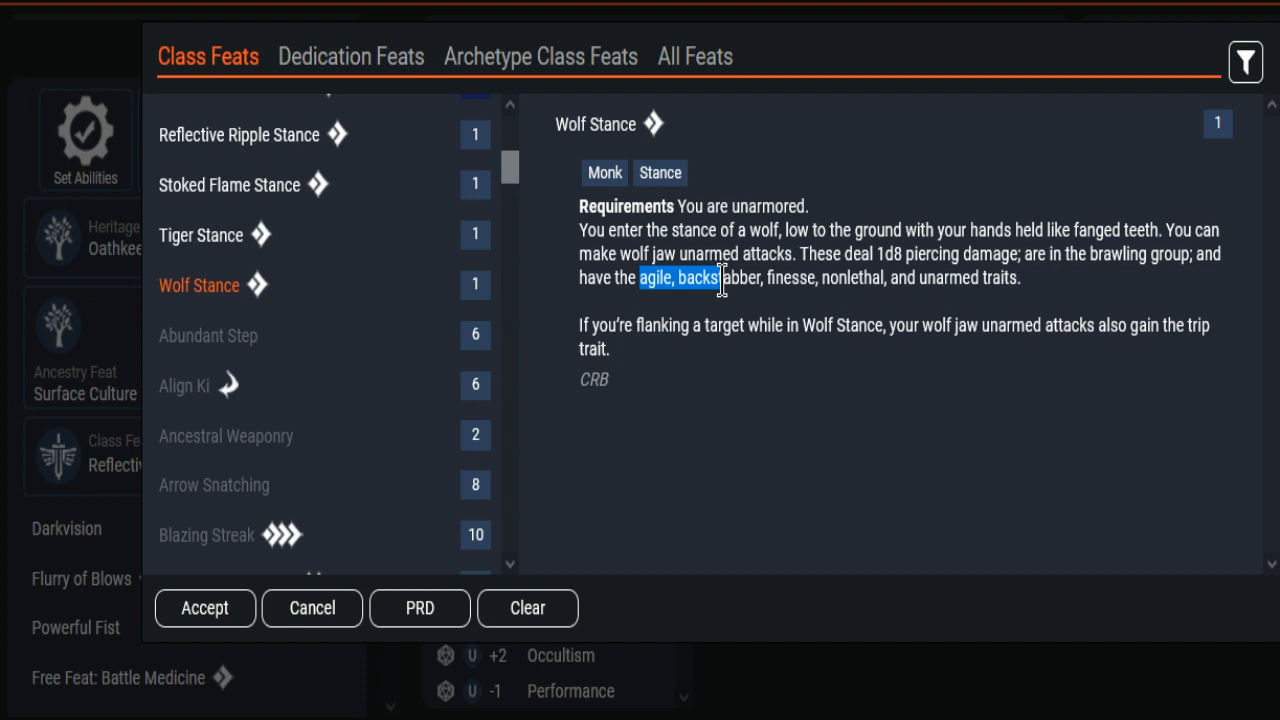 Class Feats
Dedication Feats
Archetype Class Feats
All Feats
Set Abilities
Heritage
Ancestry Feat
Surface Culture
Class
Darkvision
Flurry of Blows
Powerful Fist
Free Feat: Battle Medicine
Reflective Ripple Stance 1
Stoked Flame Stance 1
Tiger Stance 1
Wolf Stance 1
Abundant Step 6
Align Ki 6
Ancestral Weaponry 2
Arrow Snatching 8
Blazing Streak 10
Wolf Stance 1
Monk Stance
Requirements You are unarmored.
You enter the stance of a wolf, low to the ground with your hands held like fanged teeth. You can
make wolf jaw unarmed attacks. These deal 1d8 piercing damage; are in the brawling group; and
have the agile, backstabber, finesse, nonlethal, and unarmed traits.
If you're flanking a target while in Wolf Stance, your wolf jaw unarmed attacks also gain the trip
trait.
CRB
Accept
Cancel
PRD
Clear
U +2 Occultism
U -1 Performance